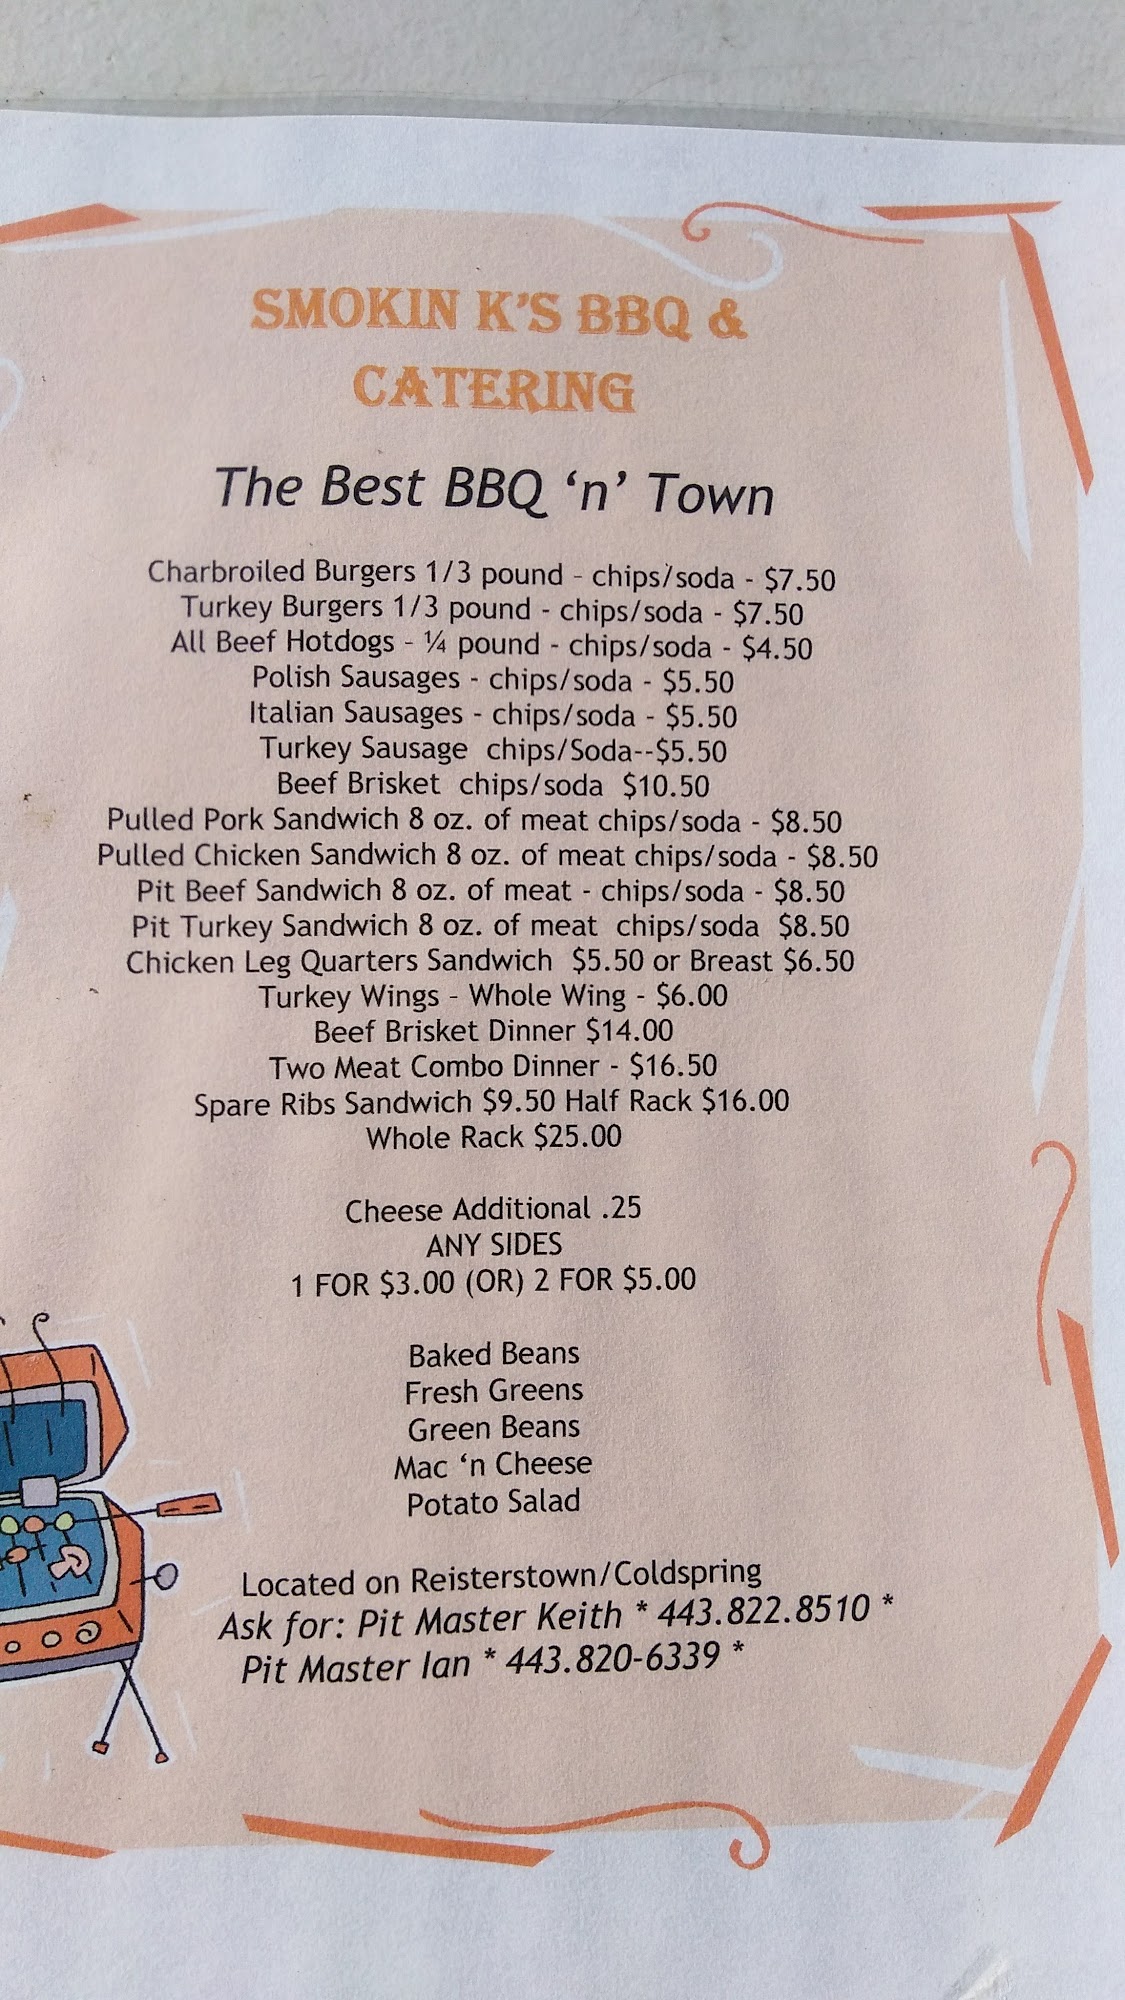 SMOKIN K'S BBQ &
CATERING
The Best BBQ ‘n’ Town
Charbroiled Burgers 1/3 pound - chips/soda - $7.50
Turkey Burgers 1/3 pound - chips/soda - $7.50
All Beef Hotdogs - ¼ pound - chips/soda - $4.50
Polish Sausages - chips/soda - $5.50
Italian Sausages - chips/soda - $5.50
Turkey Sausage chips/Soda--$5.50
Beef Brisket chips/soda $10.50
Pulled Pork Sandwich 8 oz. of meat chips/soda - $8.50
Pulled Chicken Sandwich 8 oz. of meat chips/soda - $8.50
Pit Beef Sandwich 8 oz. of meat - chips/soda - $8.50
Pit Turkey Sandwich 8 oz. of meat chips/soda $8.50
Chicken Leg Quarters Sandwich $5.50 or Breast $6.50
Turkey Wings - Whole Wing - $6.00
Beef Brisket Dinner $14.00
Two Meat Combo Dinner - $16.50
Spare Ribs Sandwich $9.50 Half Rack $16.00
Whole Rack $25.00
Cheese Additional .25
ANY SIDES
1 FOR $3.00 (OR) 2 FOR $5.00
Baked Beans
Fresh Greens
Green Beans
Mac ‘n Cheese
Potato Salad
Located on Reisterstown/Coldspring
Ask for: Pit Master Keith * 443.822.8510 *
Pit Master Ian * 443.820-6339 *